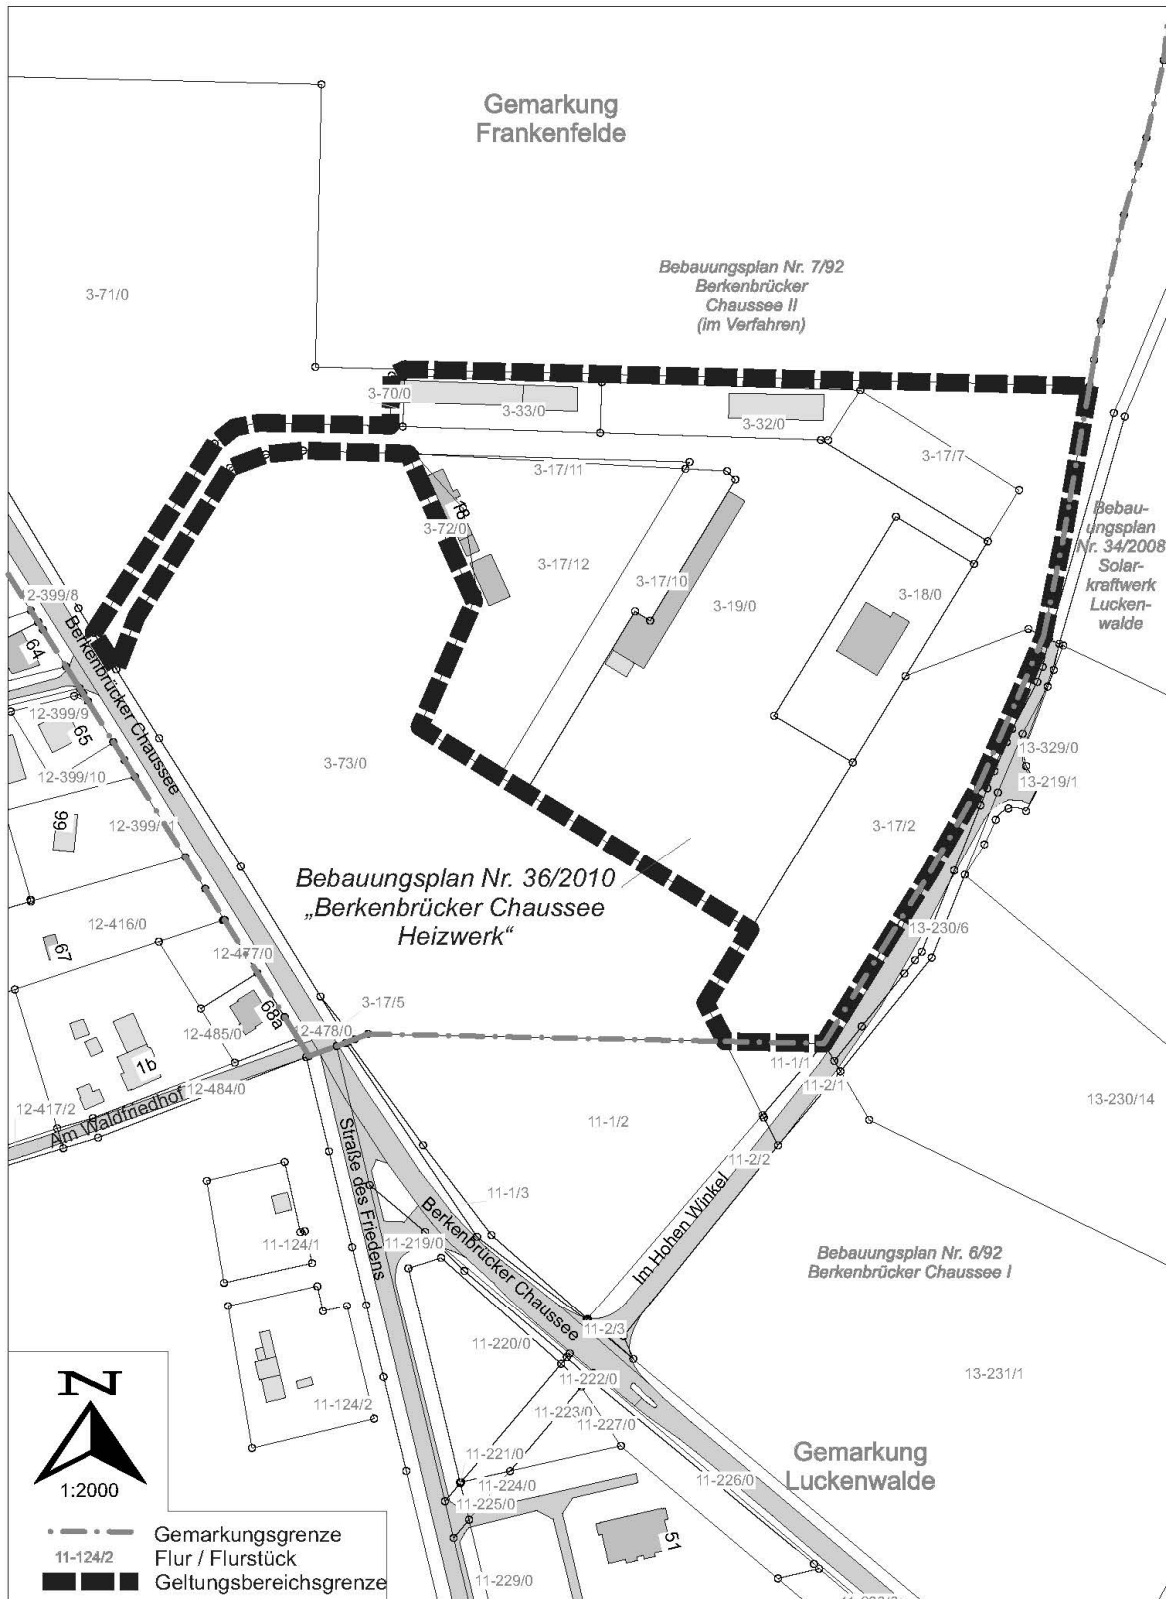 Gemarkung
Frankenfelde
Bebauungsplan Nr. 7/92
Berkenbrücker
Chaussee II
(im Verfahren)
3-71/0
3-70/0
3-33/0
3-32/0
3-17/7
3-17/11
18
3-72/0
3-17/12
3-17/10
3-19/0
3-18/0
Bebau-
ungsplan
Nr. 34/2008
Solar-
kraftwerk
Lucken-
walde
2-399/8
64
Berkenbrücker Chaussee
12-399/9
65
12-399/10
3-73/0
13-329/0
13-219/1
66
3-17/2
Bebauungsplan Nr. 36/2010
„Berkenbrücker Chaussee
Heizwerk“
12-416/0
67
12-477/0
13-230/6
68a
3-17/5
12-478/0
12-485/0
1b
12-484/0
12-417/2
Am Waldfriedhof
11-1/1
11-2/1
13-230/14
11-1/2
11-2/2
Straße des Friedens
11-1/3
11-124/1
11-219/0
Berkenbrücker Chaussee
Im Hohen Winkel
Bebauungsplan Nr. 6/92
Berkenbrücker Chaussee I
11-2/3
11-220/0
11-222/0
13-231/1
11-124/2
11-223/0
11-227/0
Gemarkung
Luckenwalde
11-221/0
11-224/0
11-225/0
11-226/0
51
11-229/0
N
1:2000
Gemarkungsgrenze
11-124/2 Flur / Flurstück
Geltungsbereichsgrenze